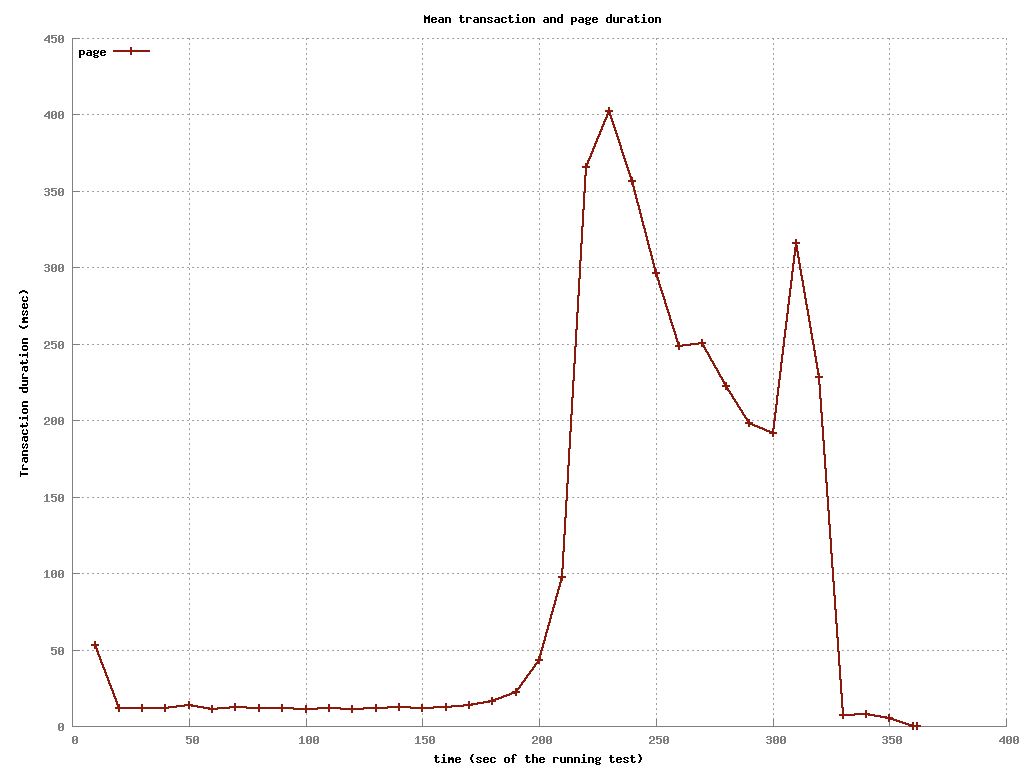 Mean transaction and page duration
page
450
400
350
300
250
200
150
100
50
0
Transaction duration (msec)
0 50 100 150 200 250 300 350 400
time (sec of the running test)